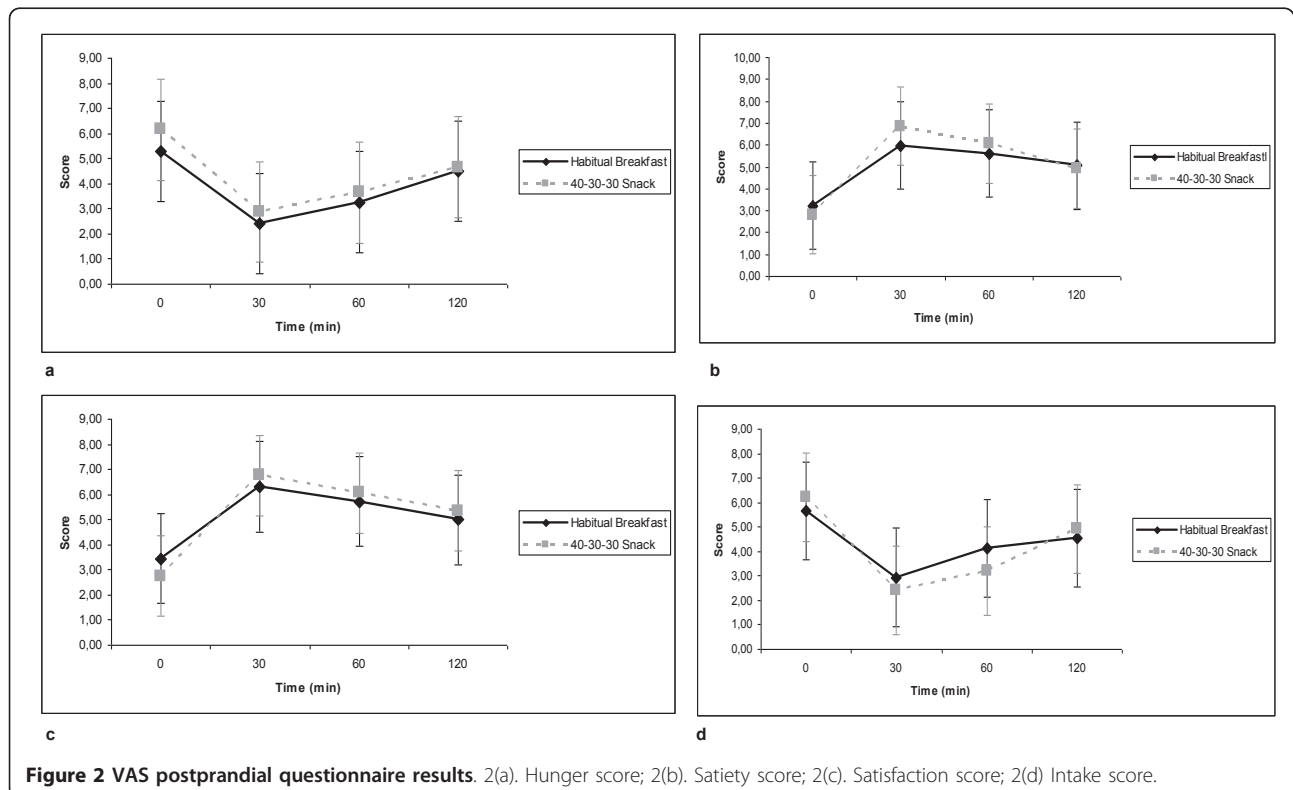 9,00
8,00
7,00
6,00
5,00
4,00
3,00
2,00
1,00
0,00
Score
0 30 60 120
Time (min)
Habitual Breakfast
40-30-30 Snack
a
10,00
9,00
8,00
7,00
6,00
5,00
4,00
3,00
2,00
1,00
0,00
Score
0 30 60 120
Time (min)
Habitual Breakfastl
40-30-30 Snack
b
9,00
8,00
7,00
6,00
5,00
4,00
3,00
2,00
1,00
0,00
Score
0 30 60 120
Time (min)
Habitual Breakfast
40-30-30 Snack
c
9,00
8,00
7,00
6,00
5,00
4,00
3,00
2,00
1,00
0,00
Score
0 30 60 120
Time (min)
Habitual Breakfast
40-30-30 Snack
d
Figure 2 VAS postprandial questionnaire results. 2(a). Hunger score; 2(b). Satiety score; 2(c). Satisfaction score; 2(d) Intake score.